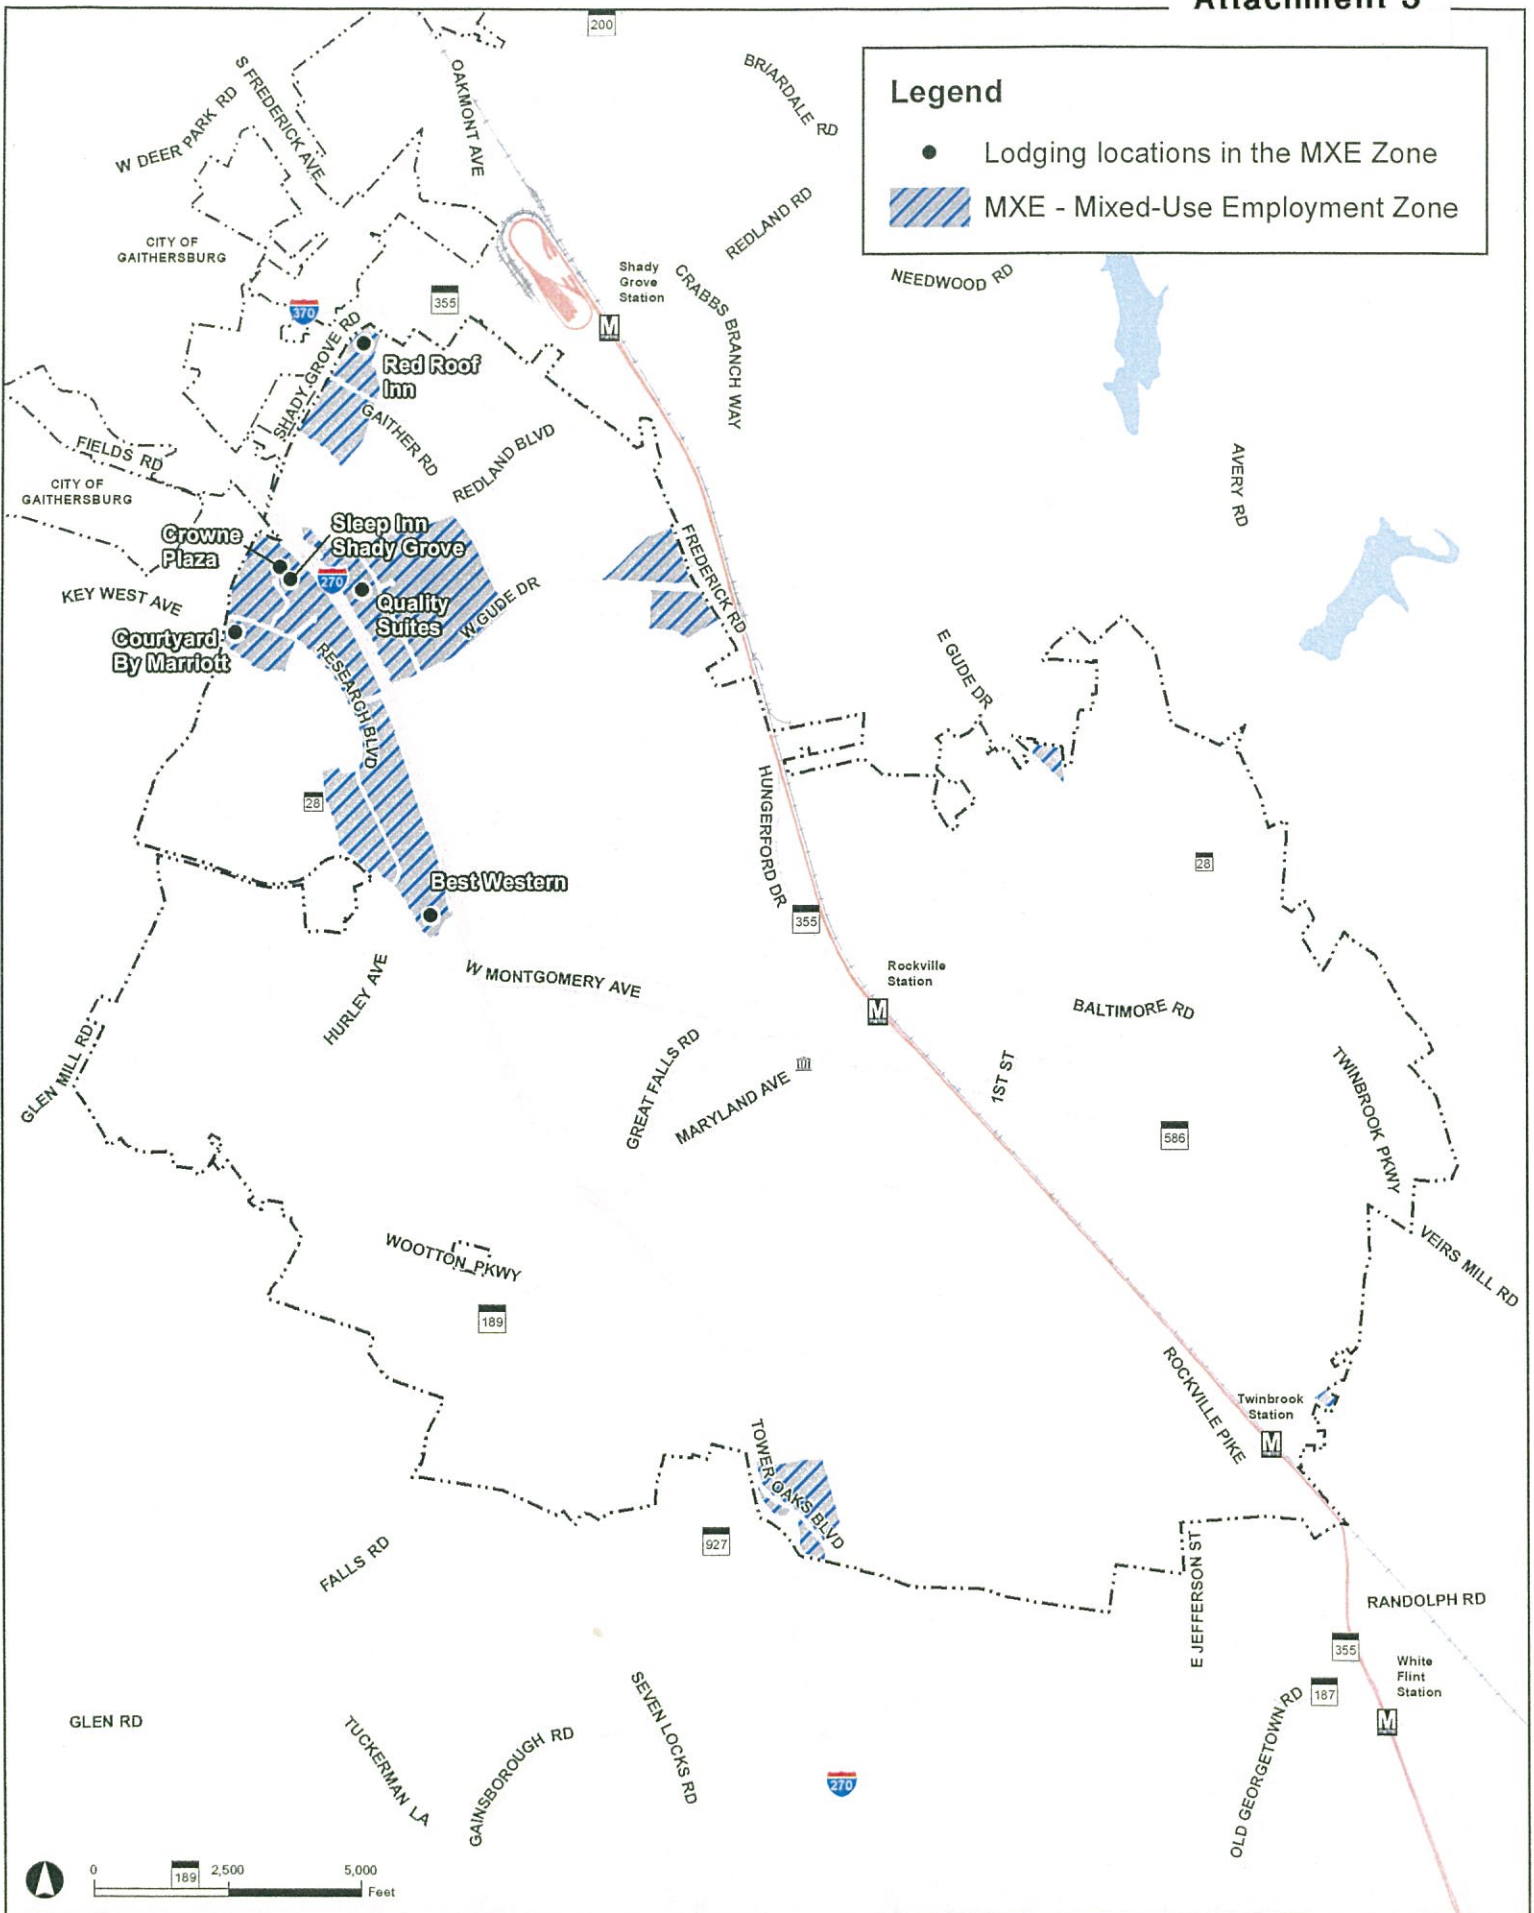 Attachment 3
200
Legend
Lodging locations in the MXE Zone
MXE - Mixed-Use Employment Zone
W DEER PARK RD
S FREDERICK AVE
OAKMONT AVE
BRIARDALE RD
REDLAND RD
CITY OF
GAITHERSBURG
NEEDWOOD RD
Shady
Grove
Station
CRABBS BRANCH WAY
370
355
M
SHADY GROVE RD
Red Roof
Inn
GAITHER RD
REDLAND BLVD
FIELDS RD
CITY OF
GAITHERSBURG
AVERY RD
Crowne
Plaza
Sleep Inn
Shady Grove
270
FREDERICK RD
KEY WEST AVE
Quality
Suites
W GUDE DR
Courtyard
By Marriott
RESEARCH BLVD
E GUDE DR
28
HUNGERFORD DR
28
Best Western
355
W MONTGOMERY AVE
Rockville
Station
M
HURLEY AVE
BALTIMORE RD
GLEN MILL RD
GREAT FALLS RD
MARYLAND AVE
1ST ST
TWINBROOK PKWY
586
WOOTTON PKWY
VEIRS MILL RD
189
ROCKVILLE PIKE
Twinbrook
Station
M
TOWER OAKS BLVD
927
FALLS RD
E JEFFERSON ST
RANDOLPH RD
355
White
Flint
Station
187
M
GLEN RD
TUCKERMAN LA
GAINSBOROUGH RD
SEVEN LOCKS RD
270
OLD GEORGETOWN RD
0
189
2,500
5,000
Feet